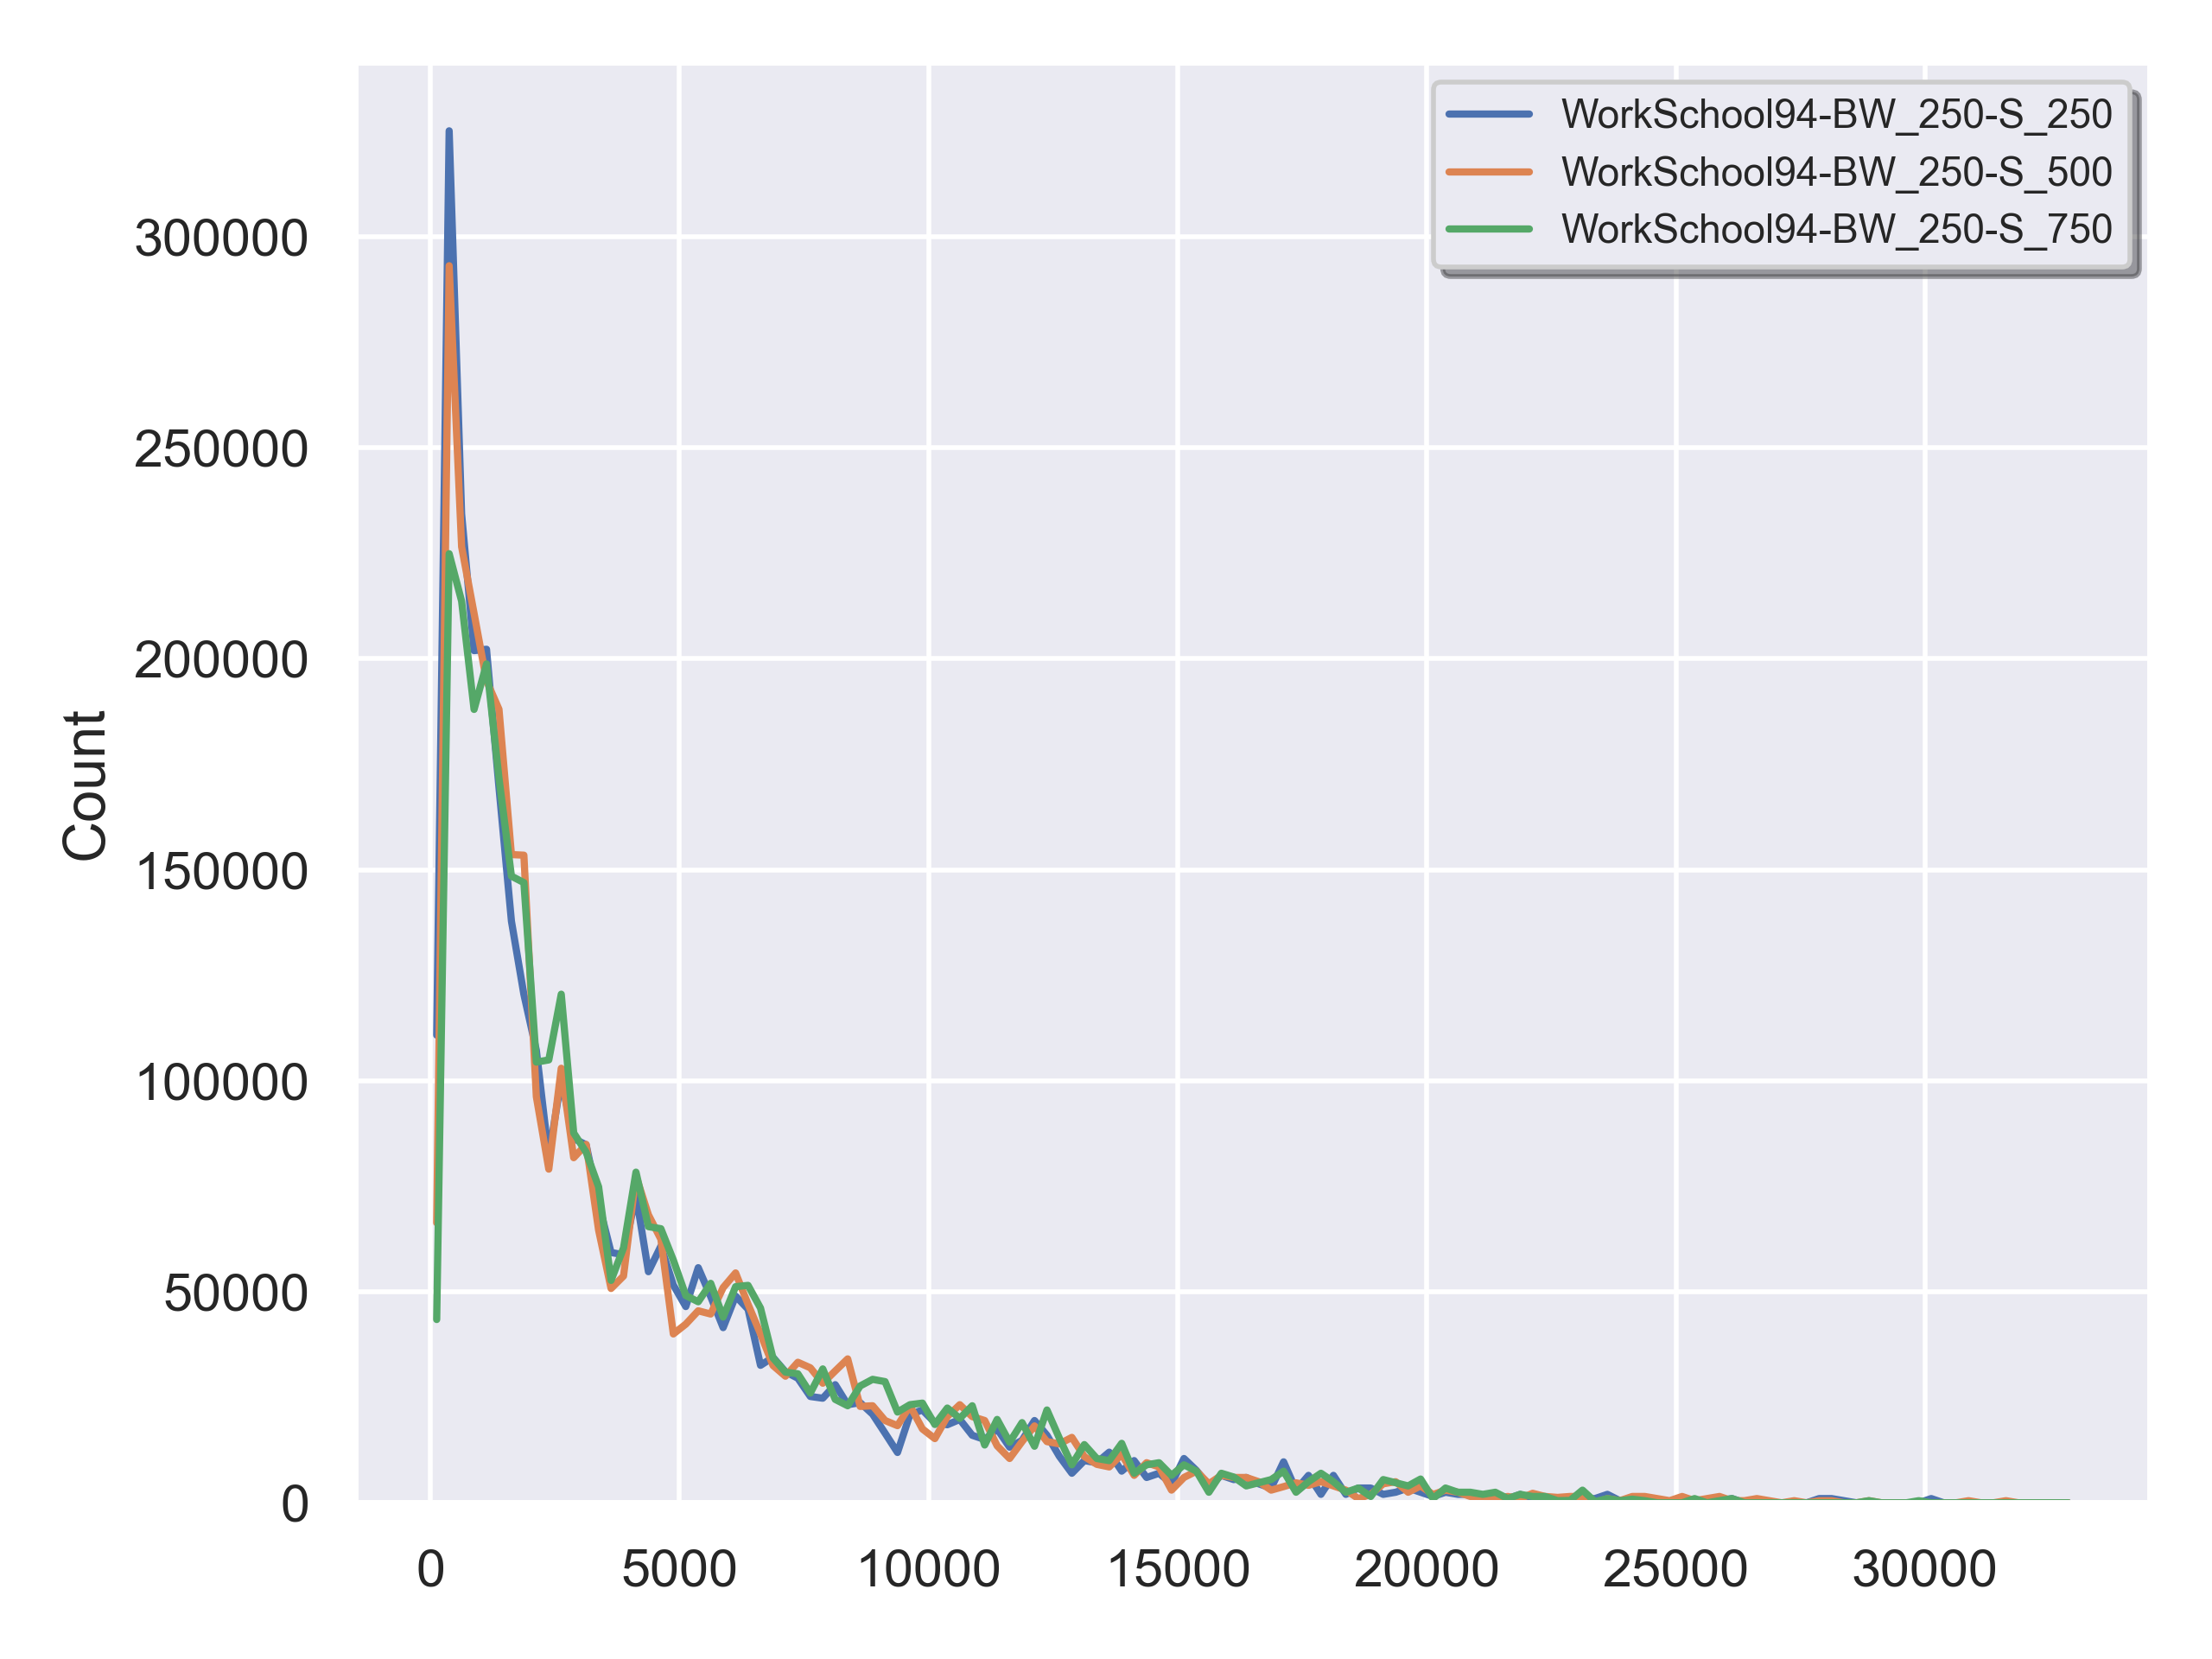 WorkSchool94-BW_250-S_250
WorkSchool94-BW_250-S_500
WorkSchool94-BW_250-S_750
300000
250000
200000
150000
100000
50000
0
Count
0 5000 10000 15000 20000 25000 30000